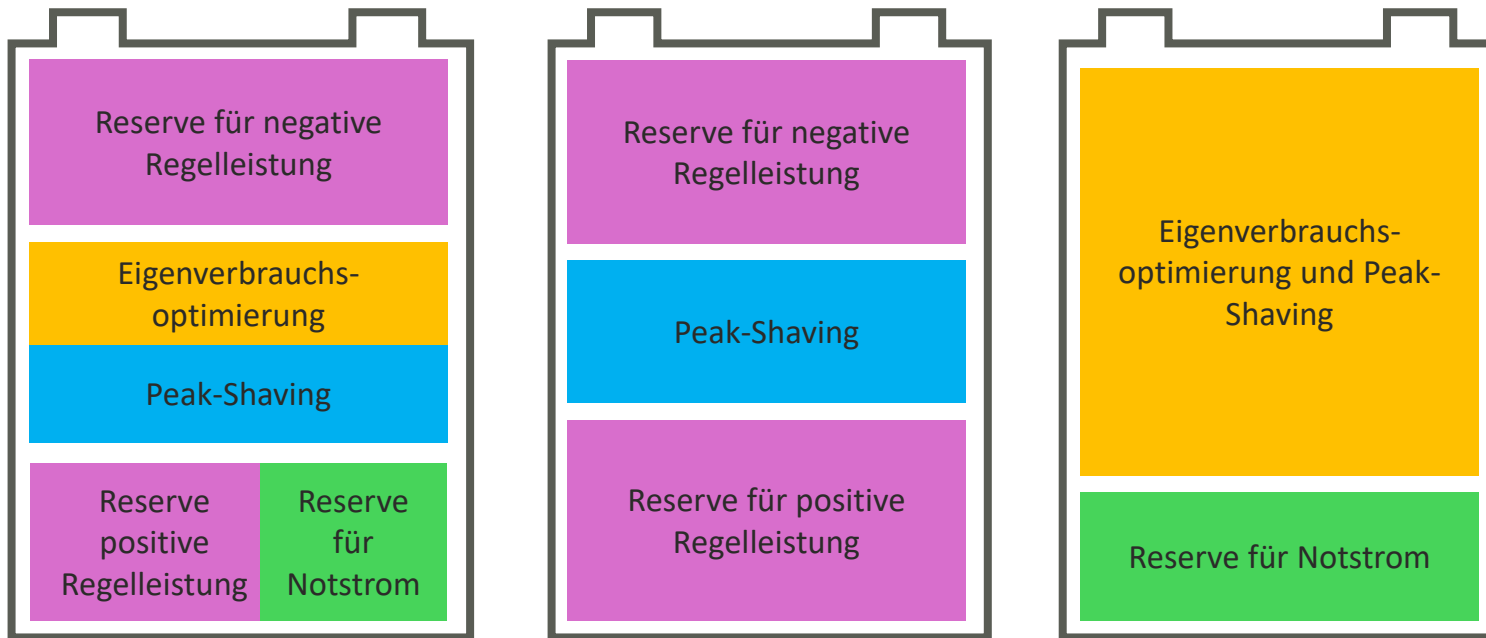 Reserve für negative
Regelleistung
Eigenverbrauchs-
optimierung
Peak-Shaving
Reserve
positive
Regelleistung
Reserve
für
Notstrom
Reserve für negative
Regelleistung
Peak-Shaving
Reserve für positive
Regelleistung
Eigenverbrauchs-
optimierung und Peak-
Shaving
Reserve für Notstrom